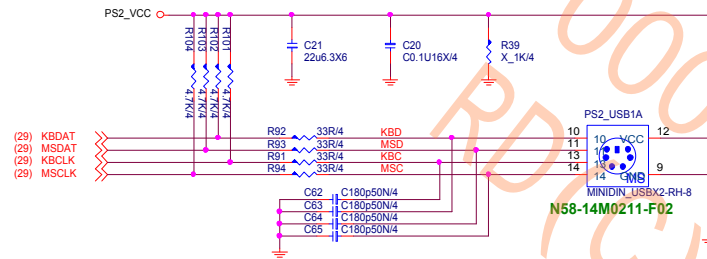 PS2_VCC
R104
R103
R102
R101
4.7K/4
4.7K/4
4.7K/4
4.7K/4
C21
22u6.3X6
C20
C0.1U16X/4
R39
X_1K/4
000
RD(C)
PS2_USB1A
(29) KBDAT
(29) MSDAT
(29) KBCLK
(29) MSCLK
R92 33R/4 KBD
R93 33R/4 MSD
R91 33R/4 KBC
R94 33R/4 MSC
10 10 VCC 12
11
13
14 14 GND 9
MS
MINIDIN_USBX2-RH-8
N58-14M0211-F02
C62 C180p50N/4
C63 C180p50N/4
C64 C180p50N/4
C65 C180p50N/4